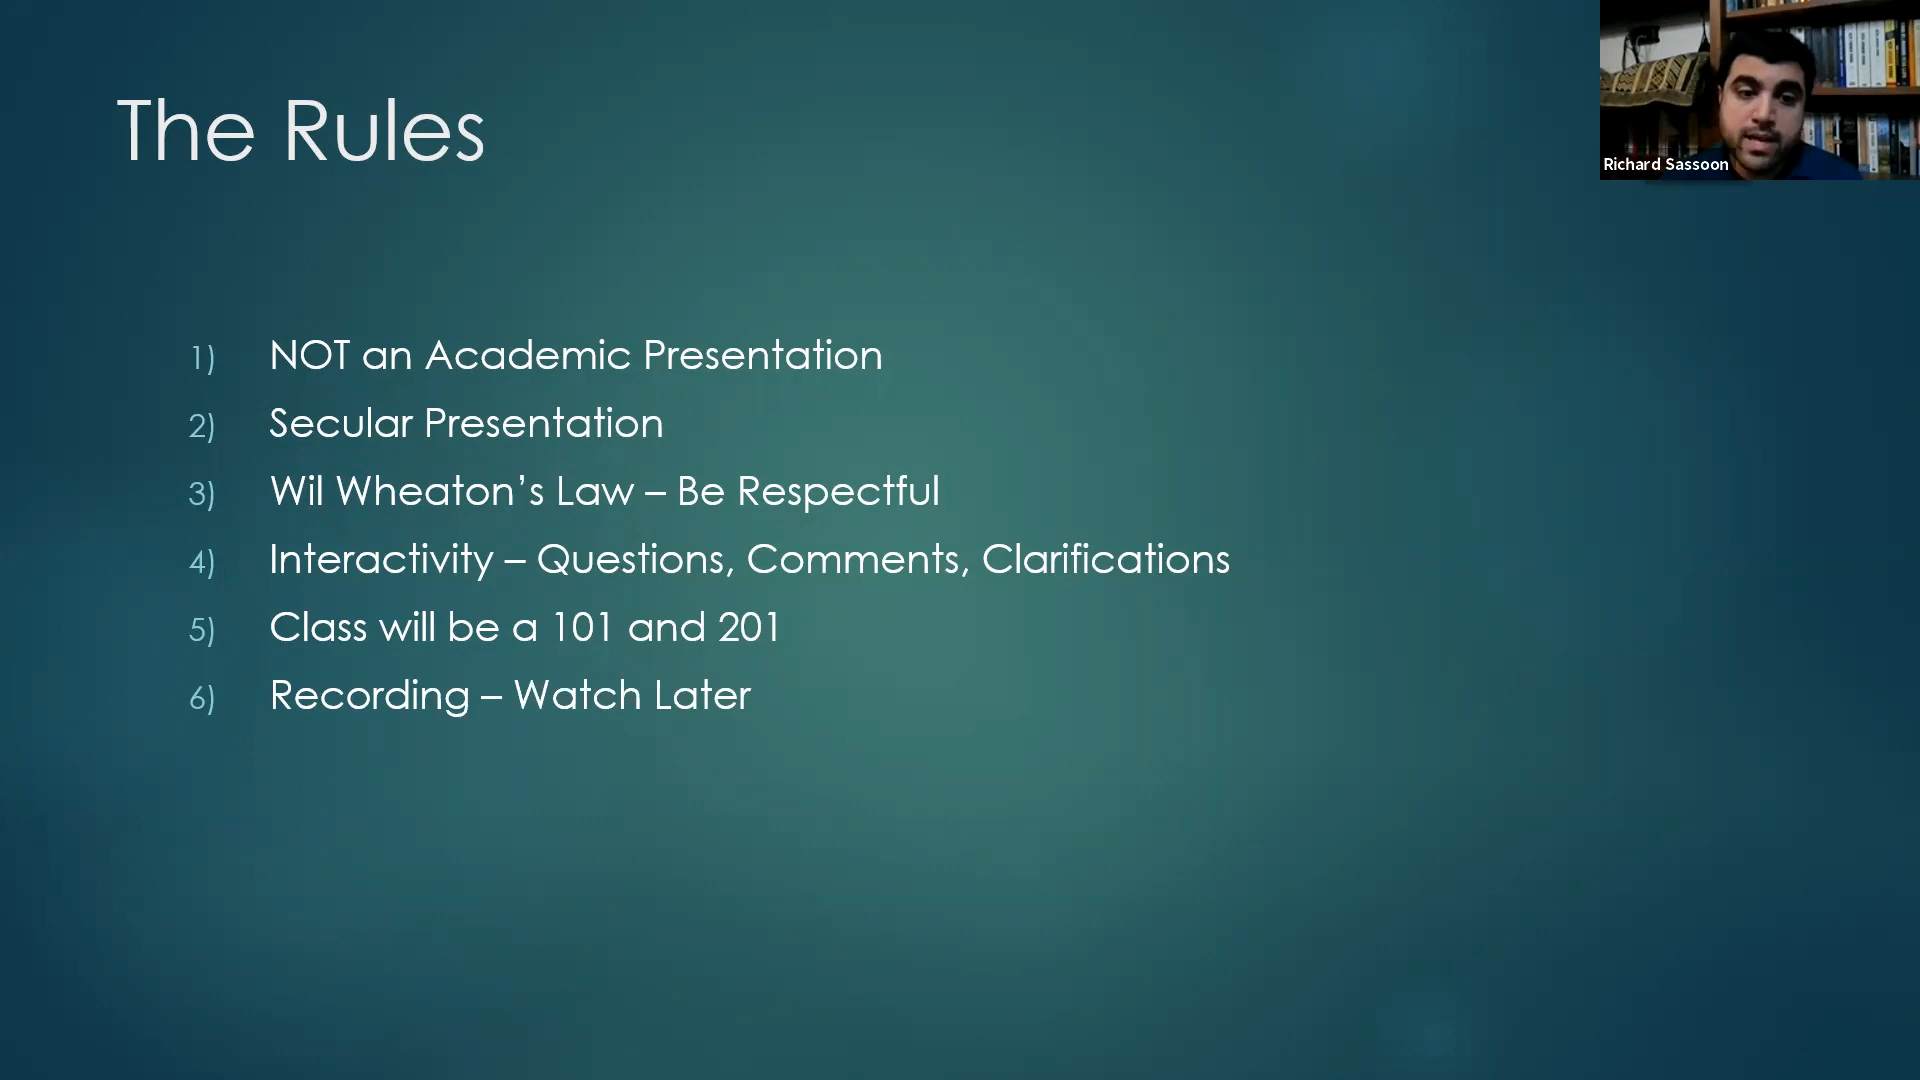 The Rules
1) NOT an Academic Presentation
2) Secular Presentation
3) Wil Wheaton’s Law – Be Respectful
4) Interactivity – Questions, Comments, Clarifications
5) Class will be a 101 and 201
6) Recording – Watch Later
Richard Sassoon